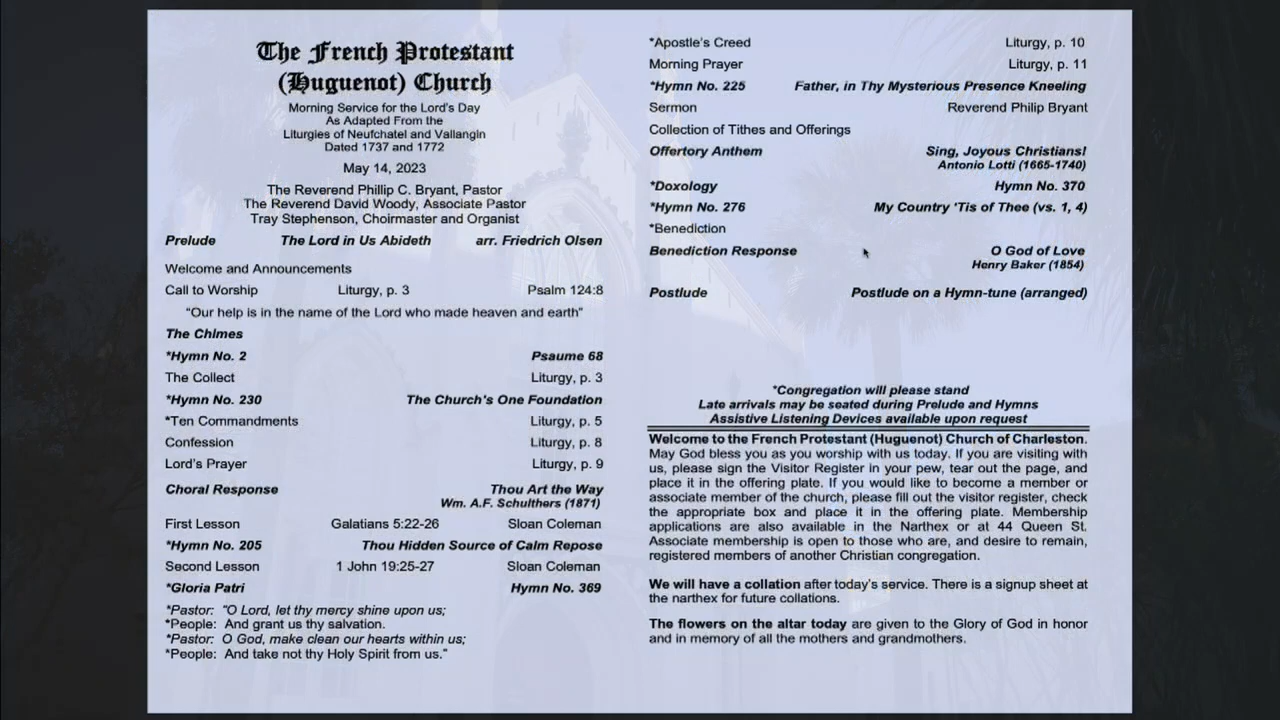 The French Protestant
(Huguenot) Church
Morning Service for the Lord's Day
As Adapted From the
Liturgies of Neufchatel and Vallangin
Dated 1737 and 1772
May 14, 2023
The Reverend Phillip C. Bryant, Pastor
The Reverend David Woody, Associate Pastor
Tray Stephenson, Choirmaster and Organist
Prelude The Lord in Us Abideth arr. Friedrich Olsen
Welcome and Announcements
Call to Worship Liturgy, p. 3 Psalm 124:8
“Our help is in the name of the Lord who made heaven and earth”
The Chimes
*Hymn No. 2 Psaume 68
The Collect Liturgy, p. 3
*Hymn No. 230 The Church's One Foundation
*Ten Commandments Liturgy, p. 5
Confession Liturgy, p. 8
Lord's Prayer Liturgy, p. 9
Choral Response Thou Art the Way
Wm. A.F. Schulthers (1871)
First Lesson Galatians 5:22-26 Sloan Coleman
*Hymn No. 205 Thou Hidden Source of Calm Repose
Second Lesson 1 John 19:25-27 Sloan Coleman
*Gloria Patri Hymn No. 369
*Pastor: “O Lord, let thy mercy shine upon us;
*People: And grant us thy salvation.
*Pastor: O God, make clean our hearts within us;
*People: And take not thy Holy Spirit from us.”
*Apostle's Creed Liturgy, p. 10
Morning Prayer Liturgy, p. 11
*Hymn No. 225 Father, in Thy Mysterious Presence Kneeling
Sermon Reverend Philip Bryant
Collection of Tithes and Offerings
Offertory Anthem Sing, Joyous Christians!
Antonio Lotti (1665-1740)
*Doxology Hymn No. 370
*Hymn No. 276 My Country 'Tis of Thee (vs. 1, 4)
*Benediction
Benediction Response O God of Love
Henry Baker (1854)
Postlude Postlude on a Hymn-tune (arranged)
*Congregation will please stand
Late arrivals may be seated during Prelude and Hymns
Assistive Listening Devices available upon request
Welcome to the French Protestant (Huguenot) Church of Charleston.
May God bless you as you worship with us today. If you are visiting with
us, please sign the Visitor Register in your pew, tear out the page, and
place it in the offering plate. If you would like to become a member or
associate member of the church, please fill out the visitor register, check
the appropriate box and place it in the offering plate. Membership
applications are also available in the Narthex or at 44 Queen St.
Associate membership is open to those who are, and desire to remain,
registered members of another Christian congregation.
We will have a collation after today's service. There is a signup sheet at
the narthex for future collations.
The flowers on the altar today are given to the Glory of God in honor
and in memory of all the mothers and grandmothers.